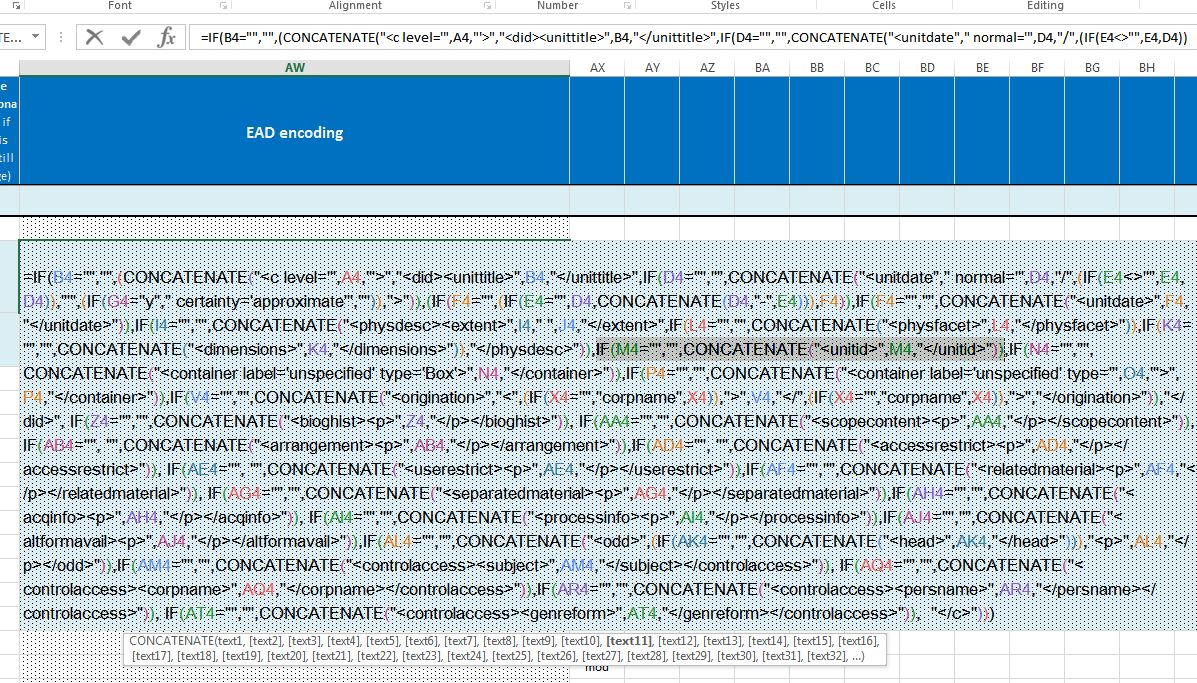 Font Alignment Number Styles Cells Editing
TE... =IF(B4="","",(CONCATENATE("<c level='",A4,"'>","<did><unittitle>",B4,"</unittitle>",IF(D4="","",CONCATENATE("<unitdate"," normal='",D4,"/",(IF(E4<>"",E4,D4))
AW AX AY AZ BA BB BC BD BE BF BG BH
e
ona
if
is
till
ge)
EAD encoding
=IF(B4="","",(CONCATENATE("<c level='",A4,"'>","<did><unittitle>",B4,"</unittitle>",IF(D4="","",CONCATENATE("<unitdate"," normal='",D4,"/",(IF(E4<>"",E4,
D4)),"'",(IF(G4="y"," certainty='approximate'","")),">")),(IF(F4="",(IF(E4="",D4,CONCATENATE(D4,"-",E4))),F4)),IF(F4="","",CONCATENATE("<unitdate>",F4,
"</unitdate>")),IF(I4="","",CONCATENATE("<physdesc><extent>",I4," ",J4,"</extent>",IF(L4="","",CONCATENATE("<physfacet>",L4,"</physfacet>")),IF(K4=
"","",CONCATENATE("<dimensions>",K4,"</dimensions>")),"</physdesc>")),IF(M4="","",CONCATENATE("<unitid>",M4,"</unitid>")),IF(N4="","",
CONCATENATE("<container label='unspecified' type='Box'>",N4,"</container>")),IF(P4="","",CONCATENATE("<container label='unspecified' type='",O4,"'>",
P4,"</container>")),IF(V4="","",CONCATENATE("<origination>","<",(IF(X4="","corpname",X4)),">",V4,"</",(IF(X4="","corpname",X4)),">","</origination>")),"</
did>", IF(Z4="","",CONCATENATE("<bioghist><p>",Z4,"</p></bioghist>")), IF(AA4="","",CONCATENATE("<scopecontent><p>",AA4,"</p></scopecontent>")),
IF(AB4="","",CONCATENATE("<arrangement><p>",AB4,"</p></arrangement>")),IF(AD4="","",CONCATENATE("<accessrestrict><p>",AD4,"</p></
accessrestrict>")), IF(AE4="","",CONCATENATE("<userestrict><p>",AE4,"</p></userestrict>")),IF(AF4="","",CONCATENATE("<relatedmaterial><p>",AF4,"<
/p></relatedmaterial>")), IF(AG4="","",CONCATENATE("<separatedmaterial><p>",AG4,"</p></separatedmaterial>")),IF(AH4="","",CONCATENATE("<
acqinfo><p>",AH4,"</p></acqinfo>")), IF(AI4="","",CONCATENATE("<processinfo><p>",AI4,"</p></processinfo>")),IF(AJ4="","",CONCATENATE("<
altformavail><p>",AJ4,"</p></altformavail>")),IF(AL4="","",CONCATENATE("<odd>",(IF(AK4="","",CONCATENATE("<head>",AK4,"</head>"))),"<p>",AL4,"</
p></odd>")),IF(AM4="","",CONCATENATE("<controlaccess><subject>",AM4,"</subject></controlaccess>")), IF(AQ4="","",CONCATENATE("<
controlaccess><corpname>",AQ4,"</corpname></controlaccess>")),IF(AR4="","",CONCATENATE("<controlaccess><persname>",AR4,"</persname></
controlaccess>")), IF(AT4="","",CONCATENATE("<controlaccess><genreform>",AT4,"</genreform></controlaccess>")), "</c>")))
CONCATENATE(text1, [text2], [text3], [text4], [text5], [text6], [text7], [text8], [text9], [text10], [text11], [text12], [text13], [text14], [text15], [text16],
[text17], [text18], [text19], [text20], [text21], [text22], [text23], [text24], [text25], [text26], [text27], [text28], [text29], [text30], [text31], [text32], ...)
mod